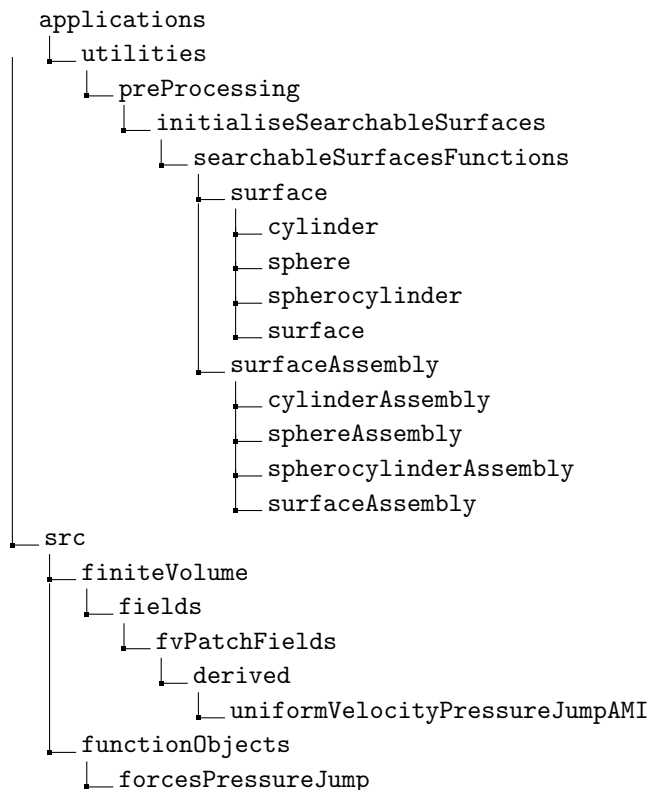 applications
utilities
preProcessing
initialiseSearchableSurfaces
searchableSurfacesFunctions
surface
cylinder
sphere
spherocylinder
surface
surfaceAssembly
cylinderAssembly
sphereAssembly
spherocylinderAssembly
surfaceAssembly
src
finiteVolume
fields
fvPatchFields
derived
uniformVelocityPressureJumpAMI
functionObjects
forcesPressureJump